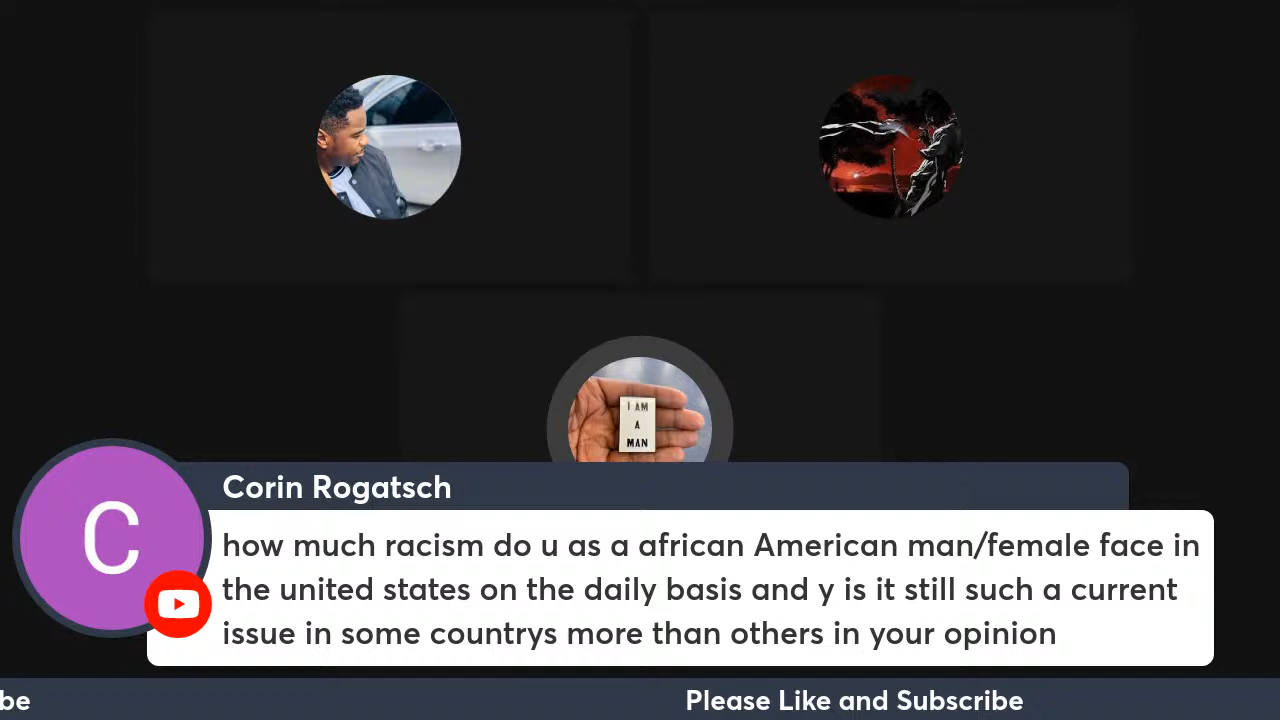 I AM
A
MAN
C
Corin Rogatsch
how much racism do u as a african American man/female face in
the united states on the daily basis and y is it still such a current
issue in some countrys more than others in your opinion
be
Please Like and Subscribe